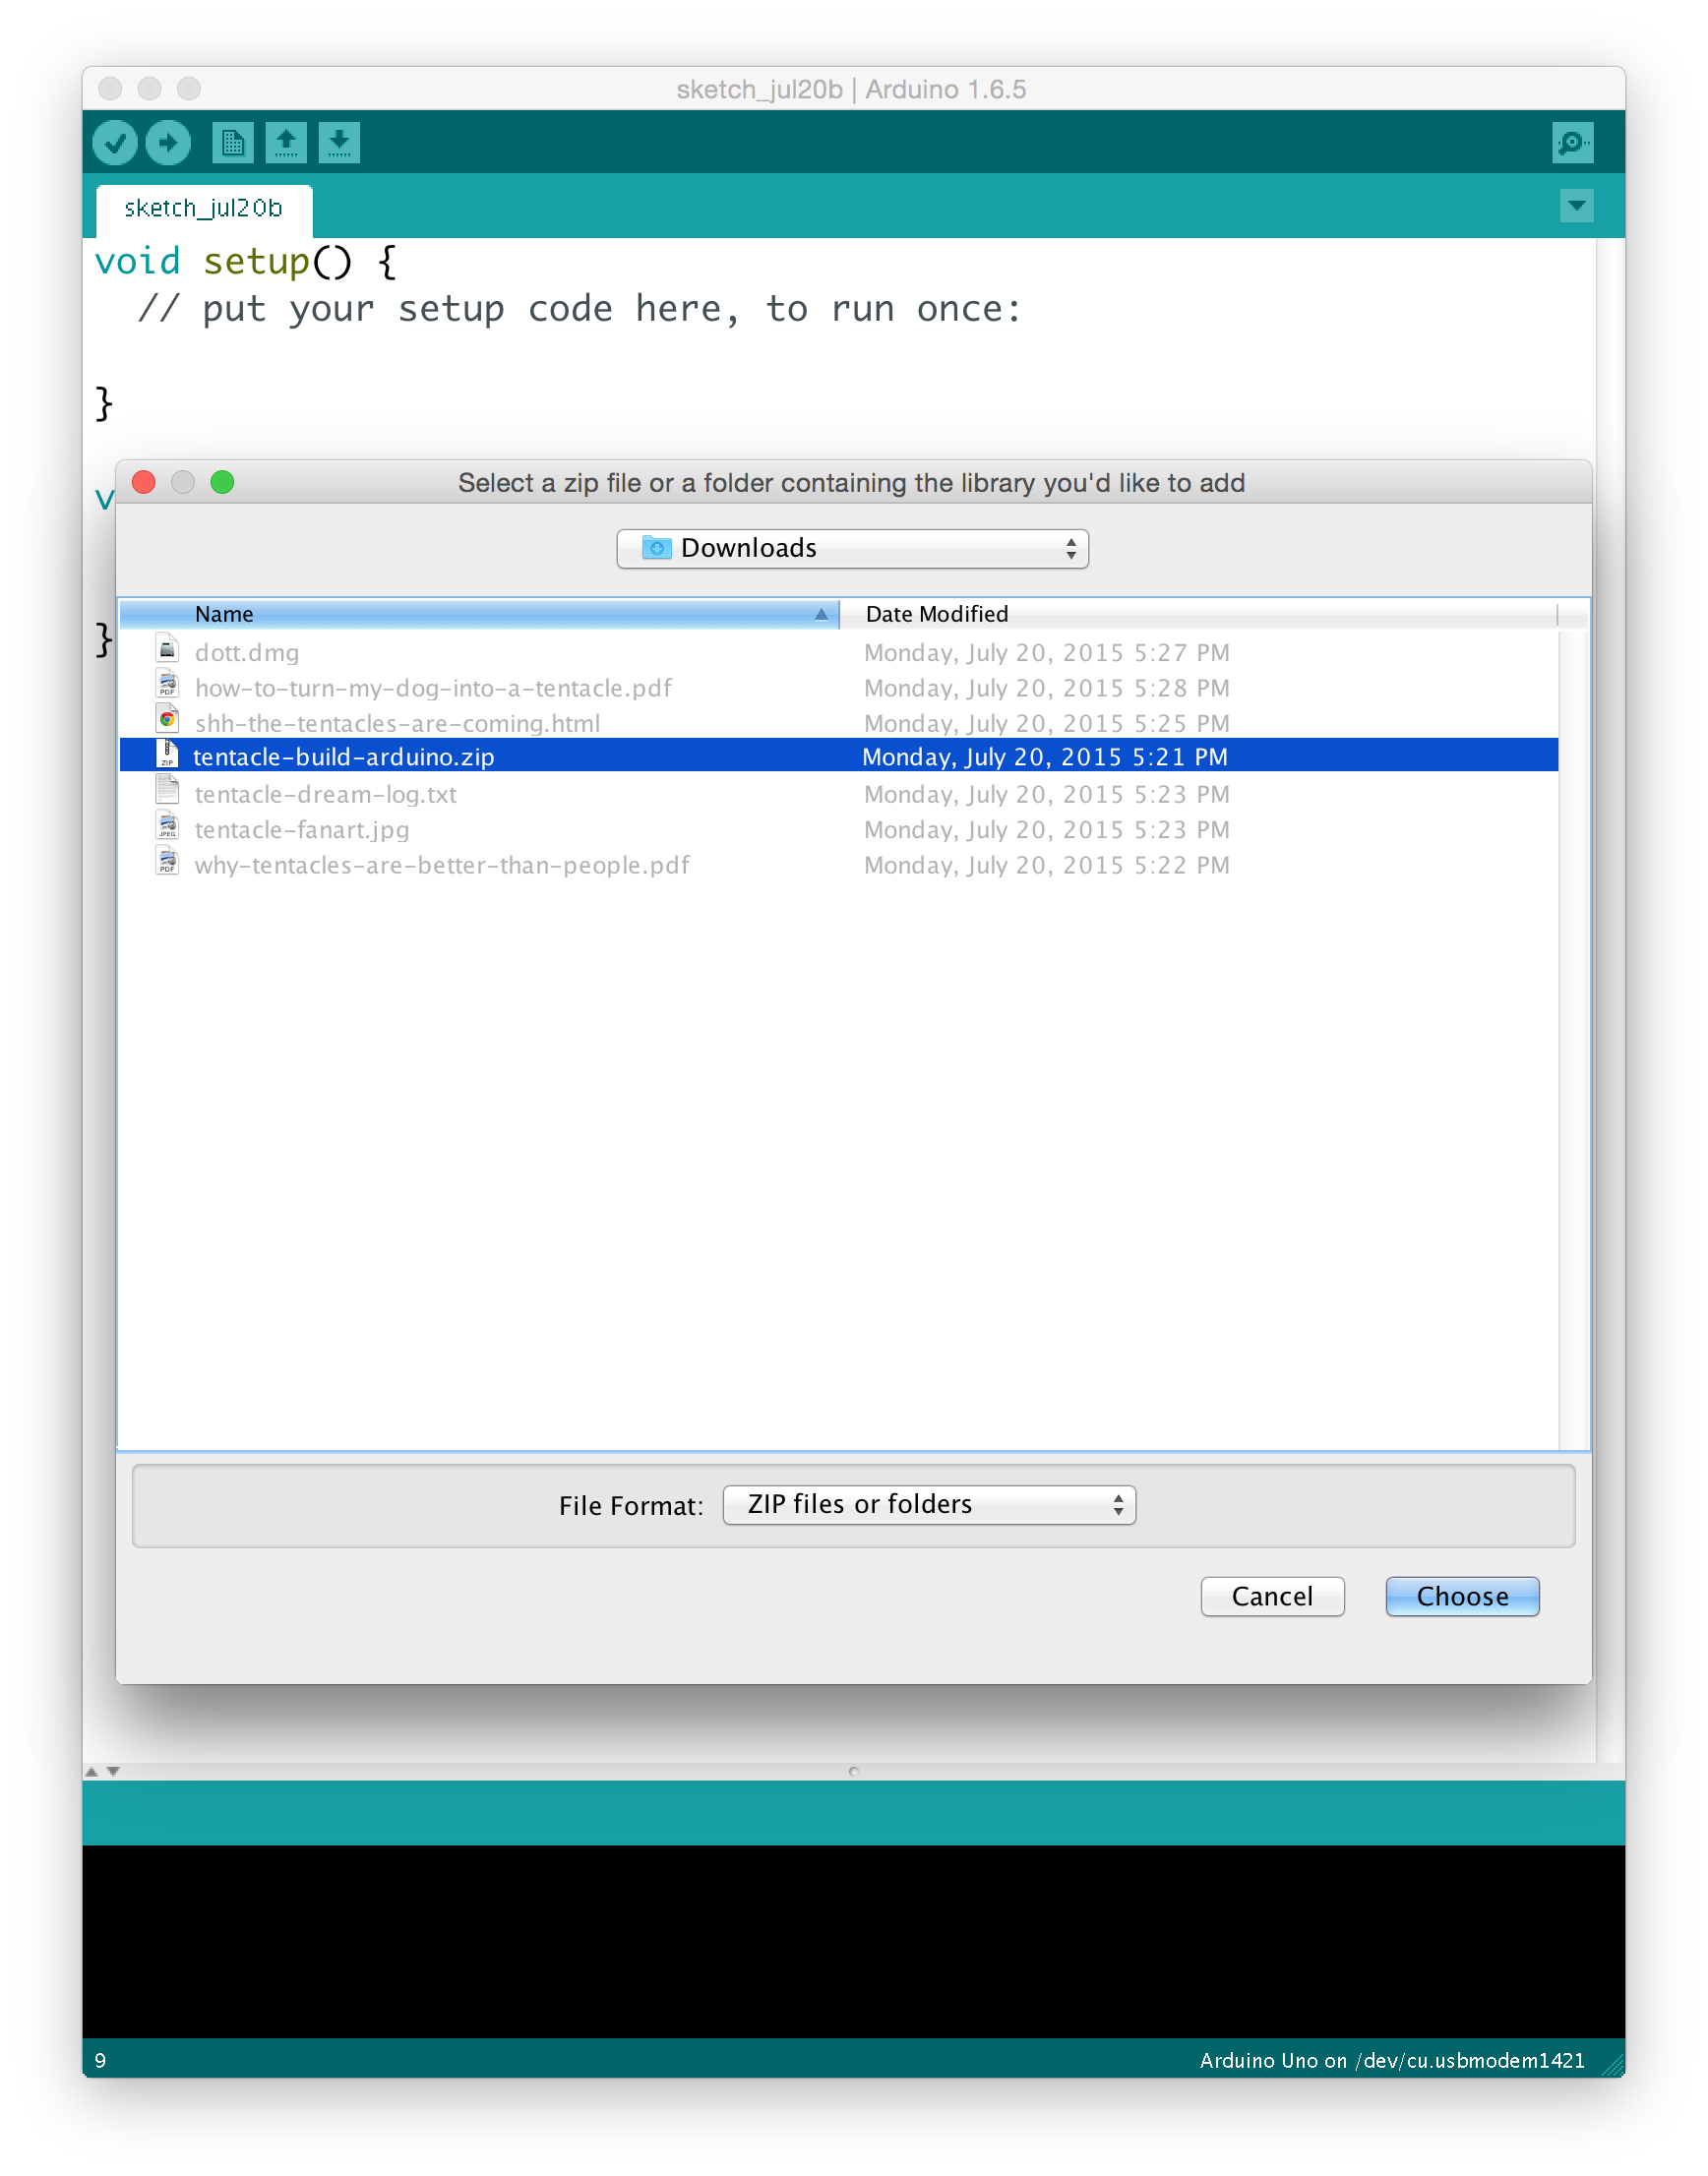 sketch_jul20b | Arduino 1.6.5
sketch_jul20b
void setup() {
// put your setup code here, to run once:
}
v
}
Select a zip file or a folder containing the library you'd like to add
Downloads
Name Date Modified
dott.dmg Monday, July 20, 2015 5:27 PM
PDF how-to-turn-my-dog-into-a-tentacle.pdf Monday, July 20, 2015 5:28 PM
shh-the-tentacles-are-coming.html Monday, July 20, 2015 5:25 PM
ZIP tentacle-build-arduino.zip Monday, July 20, 2015 5:21 PM
tentacle-dream-log.txt Monday, July 20, 2015 5:23 PM
JPEG tentacle-fanart.jpg Monday, July 20, 2015 5:23 PM
PDF why-tentacles-are-better-than-people.pdf Monday, July 20, 2015 5:22 PM
File Format: ZIP files or folders
Cancel Choose
9 Arduino Uno on /dev/cu.usbmodem1421